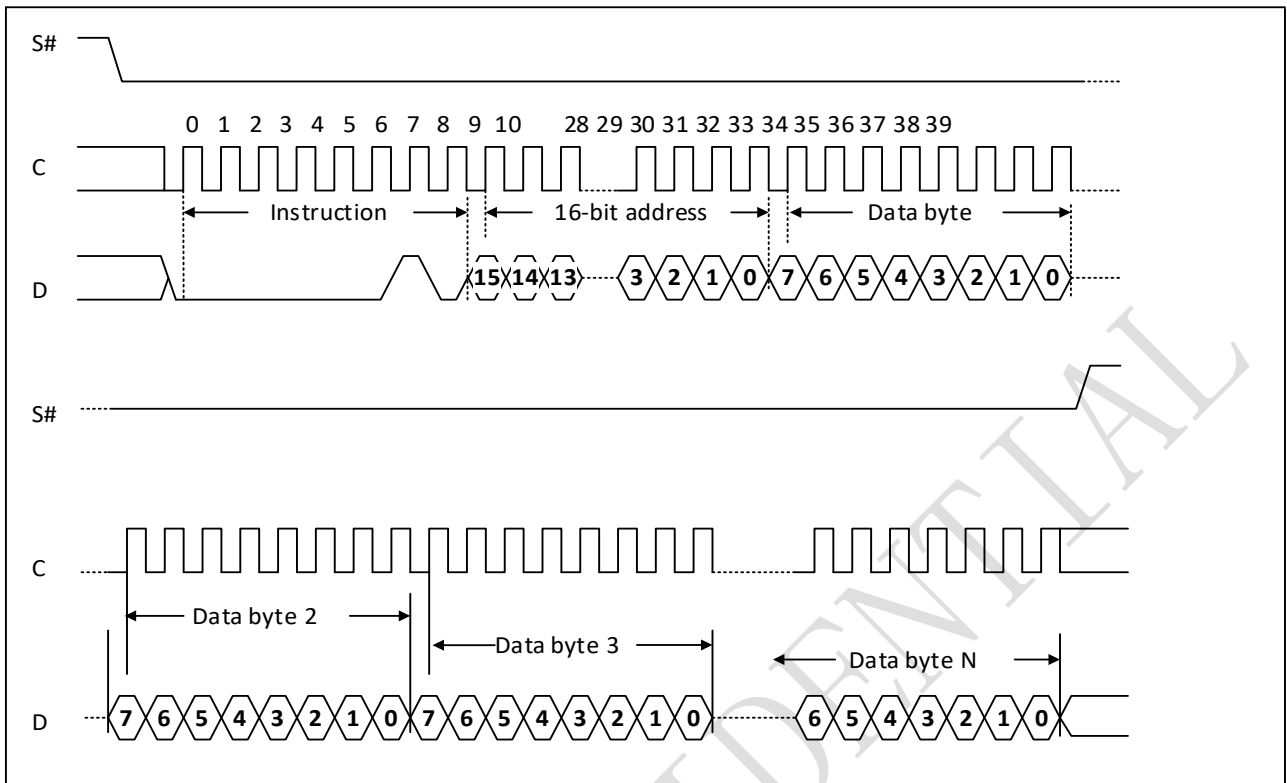 S#
0 1 2 3 4 5 6 7 8 9 10 28 29 30 31 32 33 34 35 36 37 38 39
C
Instruction 16-bit address Data byte
D 15 14 13 3 2 1 0 7 6 5 4 3 2 1 0
S#
C
Data byte 2 Data byte 3 Data byte N
D 7 6 5 4 3 2 1 0 7 6 5 4 3 2 1 0 6 5 4 3 2 1 0
IDENTIAL